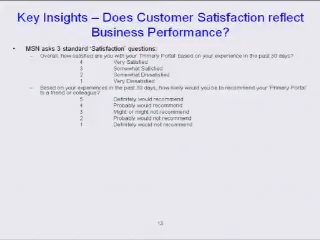 Key Insights – Does Customer Satisfaction reflect
Business Performance?
• MSN asks 3 standard 'Satisfaction' questions:
– Overall, how satisfied are you with your 'Primary Portal' based on your experience in the past 30 days?
4 Very Satisfied
3 Somewhat Satisfied
2 Somewhat Dissatisfied
1 Very Dissatisfied
– Based on your experiences in the past 30 days, how likely would you be to recommend your 'Primary Portal'
to a friend or colleague?
5 Definitely would recommend
4 Probably would recommend
3 Might or might not recommend
2 Probably would not recommend
1 Definitely would not recommend